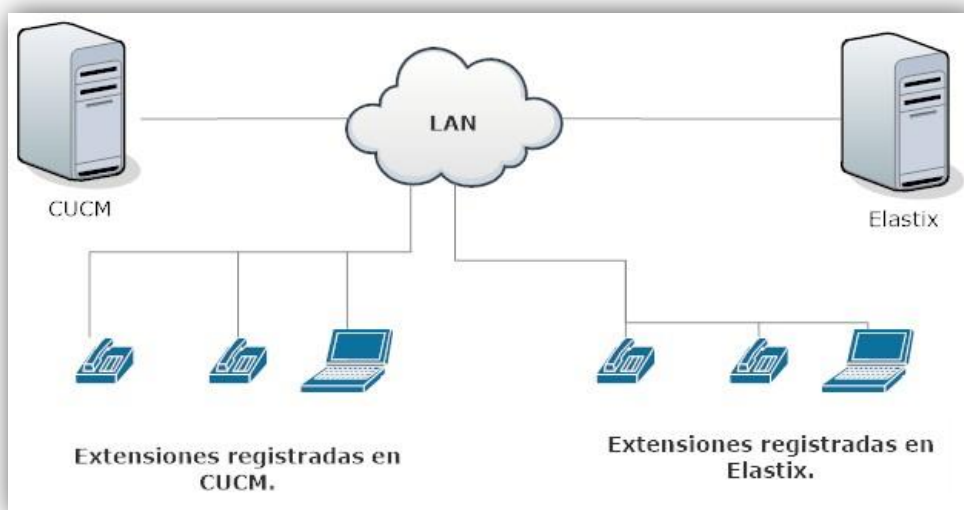 LAN
CUCM
Elastix
Extensiones registradas en
CUCM.
Extensiones registradas en
Elastix.